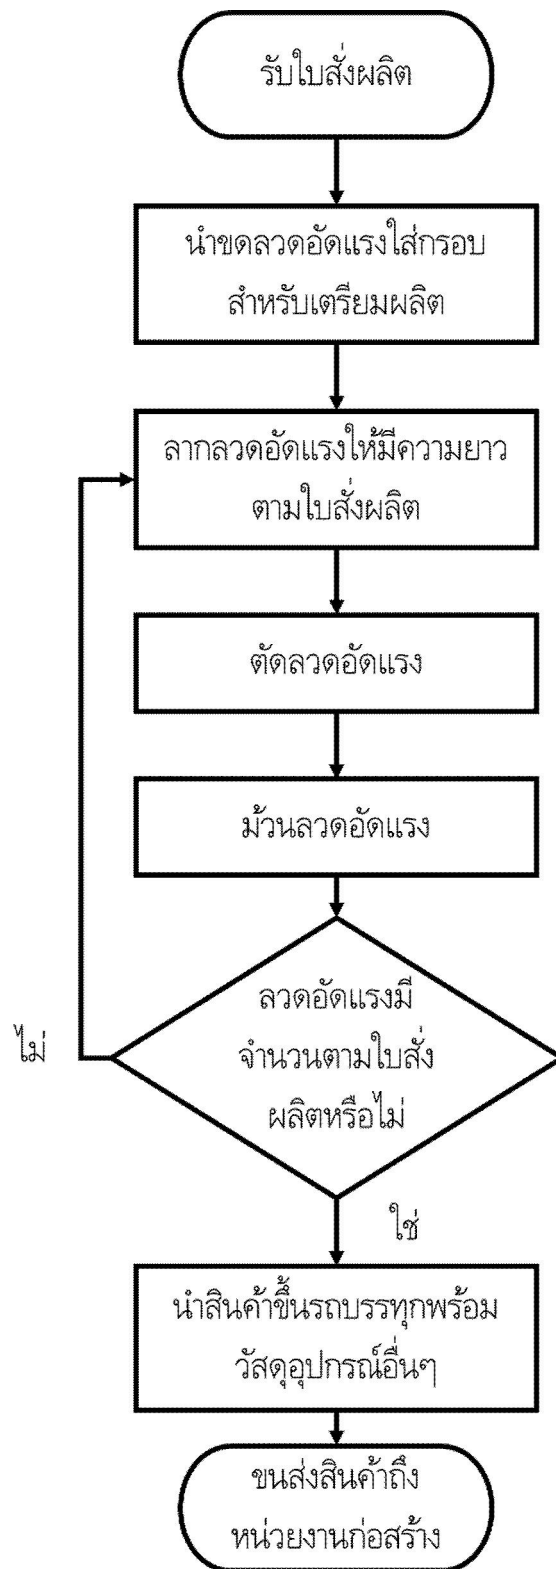 รับใบสั่งผลิต
นำขดลวดอัดแรงใส่กรอบ
สำหรับเตรียมผลิต
ลากลวดอัดแรงให้มีความยาว
ตามใบสั่งผลิต
ตัดลวดอัดแรง
ม้วนลวดอัดแรง
ลวดอัดแรงมี
จำนวนตามใบสั่ง
ผลิตหรือไม่
ไม่
ใช่
นำสินค้าขึ้นรถบรรทุกพร้อม
วัสดุอุปกรณ์อื่นๆ
ขนส่งสินค้าถึง
หน่วยงานก่อสร้าง